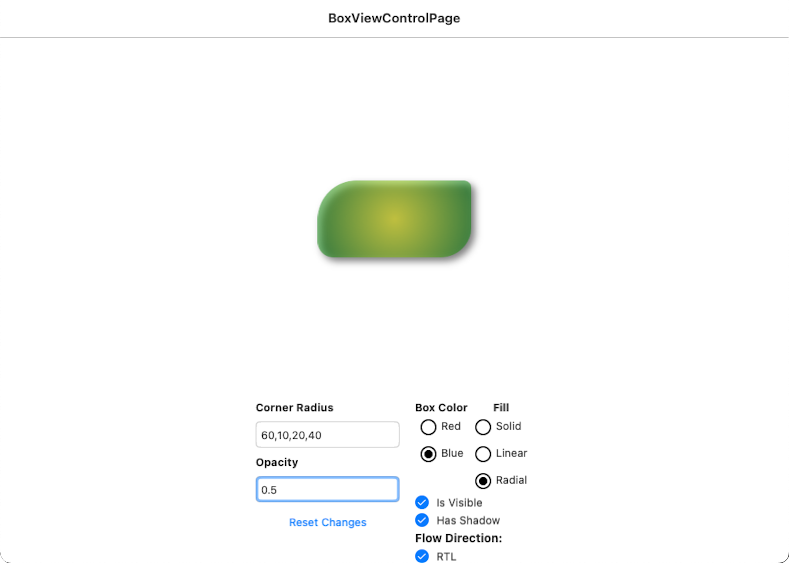 BoxViewControlPage
Corner Radius
60,10,20,40
Opacity
0.5
Reset Changes
Box Color
Fill
Red
Solid
Blue
Linear
Radial
Is Visible
Has Shadow
Flow Direction:
RTL